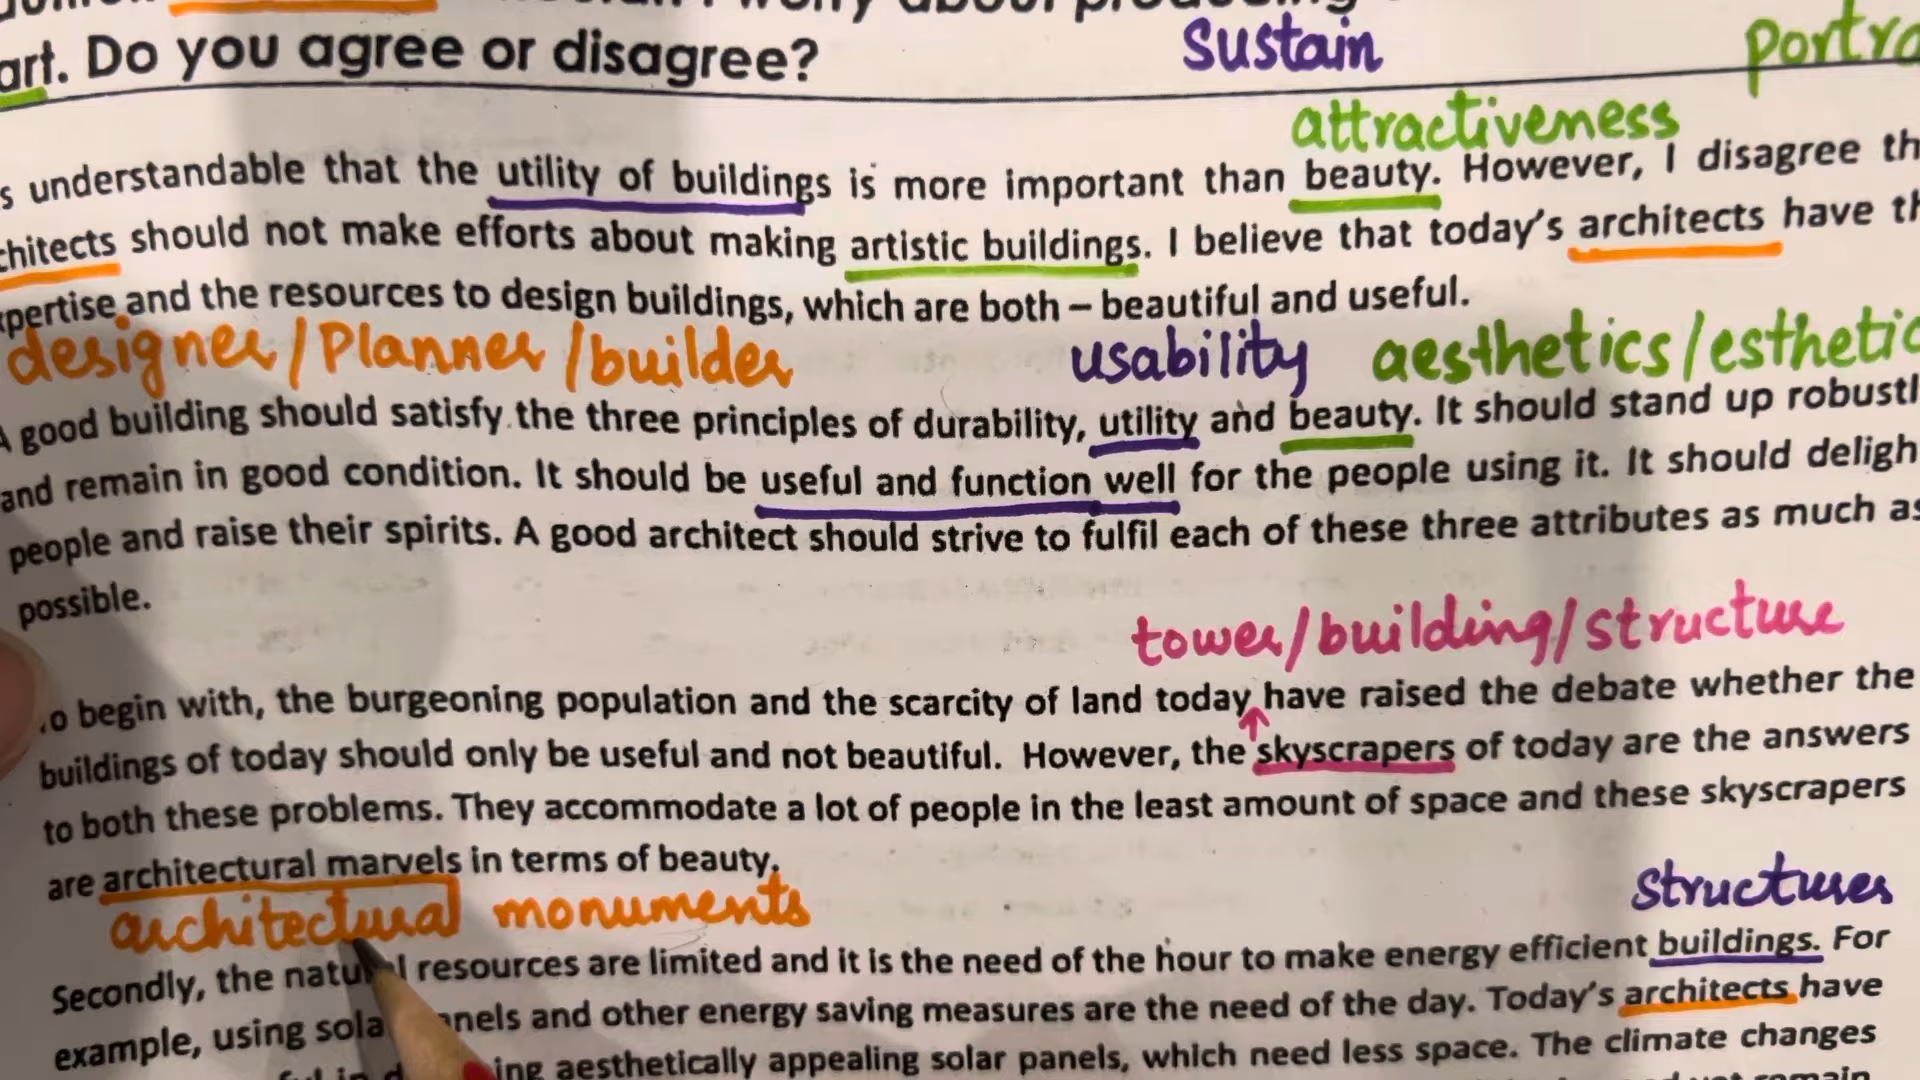 worry about producing
art. Do you agree or disagree?
Sustain
attractiveness
understandable that the utility of buildings is more important than beauty. However, I disagree
should not make efforts about making artistic buildings. I believe that today's architects have
and the resources to design buildings, which are both – beautiful and useful.
designer/Planner/builder
usability
aesthetics/esthetic
A good building should satisfy the three principles of durability, utility and beauty. It should stand up
and remain in good condition. It should be useful and function well for the people using it. It should
people and raise their spirits. A good architect should strive to fulfil each of these three attributes as much as
possible.
tower/building/structure
begin with, the burgeoning population and the scarcity of land today have raised the debate whether the
buildings of today should only be useful and not beautiful. However, the skyscrapers of today are the answers
to both these problems. They accommodate a lot of people in the least amount of space and these skyscrapers
are architectural marvels in terms of beauty.
architectural monuments
structures
Secondly, the natural resources are limited and it is the need of the hour to make energy efficient buildings. For
example, using and other energy saving measures are the need of the day. Today's architects have
aesthetically appealing solar panels, which need less space. The climate changes
remain